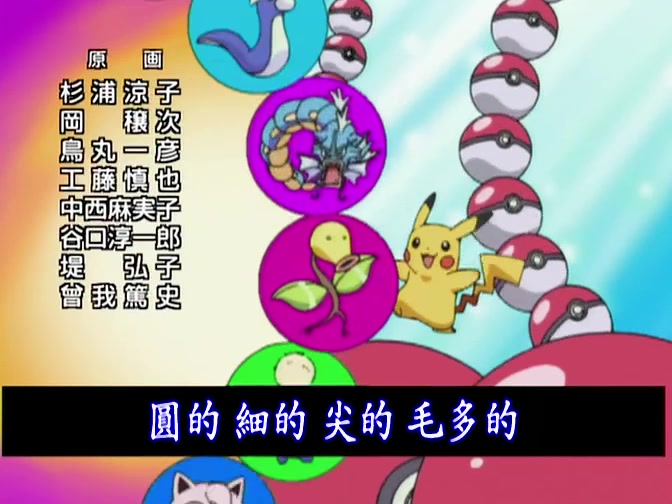 原画
杉浦涼子
岡穣次
鳥丸一彦
工藤慎也
中西麻実子
谷口淳一郎
堤弘子
曾我篤史
圓的 細的 尖的 毛多的